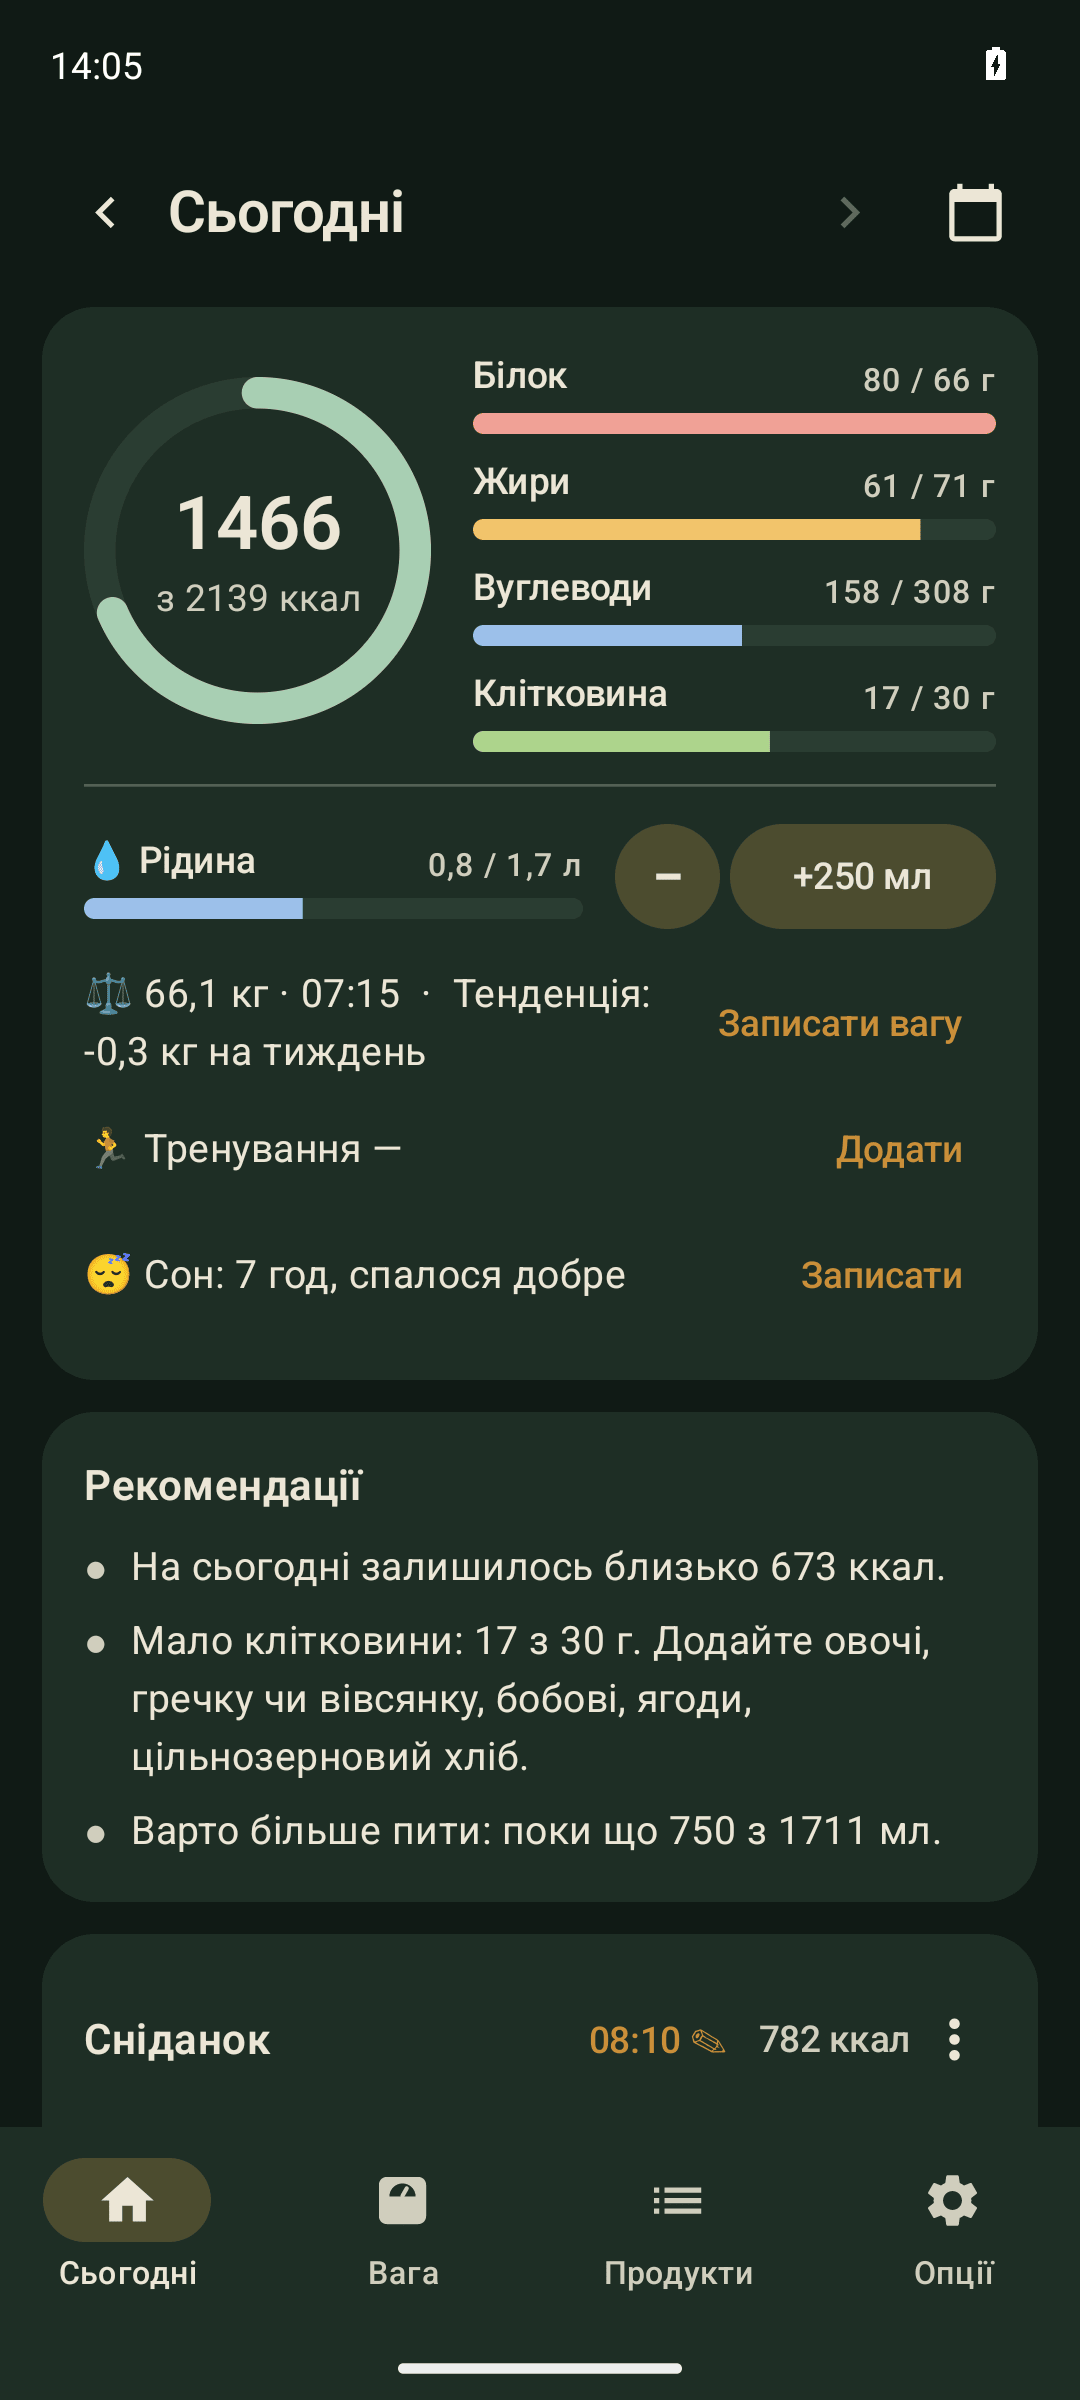 14:05
Сьогодні
Білок 80 / 66 г
Жири 61 / 71 г
Вуглеводи 158 / 308 г
Клітковина 17 / 30 г
1466
з 2139 ккал
Рідина 0,8 / 1,7 л
− +250 мл
66,1 кг · 07:15 · Тенденція:
-0,3 кг на тиждень
Записати вагу
Тренування — Додати
Сон: 7 год, спалося добре Записати
Рекомендації
● На сьогодні залишилось близько 673 ккал.
● Мало клітковини: 17 з 30 г. Додайте овочі,
гречку чи вівсянку, бобові, ягоди,
цільнозерновий хліб.
● Варто більше пити: поки що 750 з 1711 мл.
Сніданок 08:10 ✎ 782 ккал
Сьогодні Вага Продукти Опції